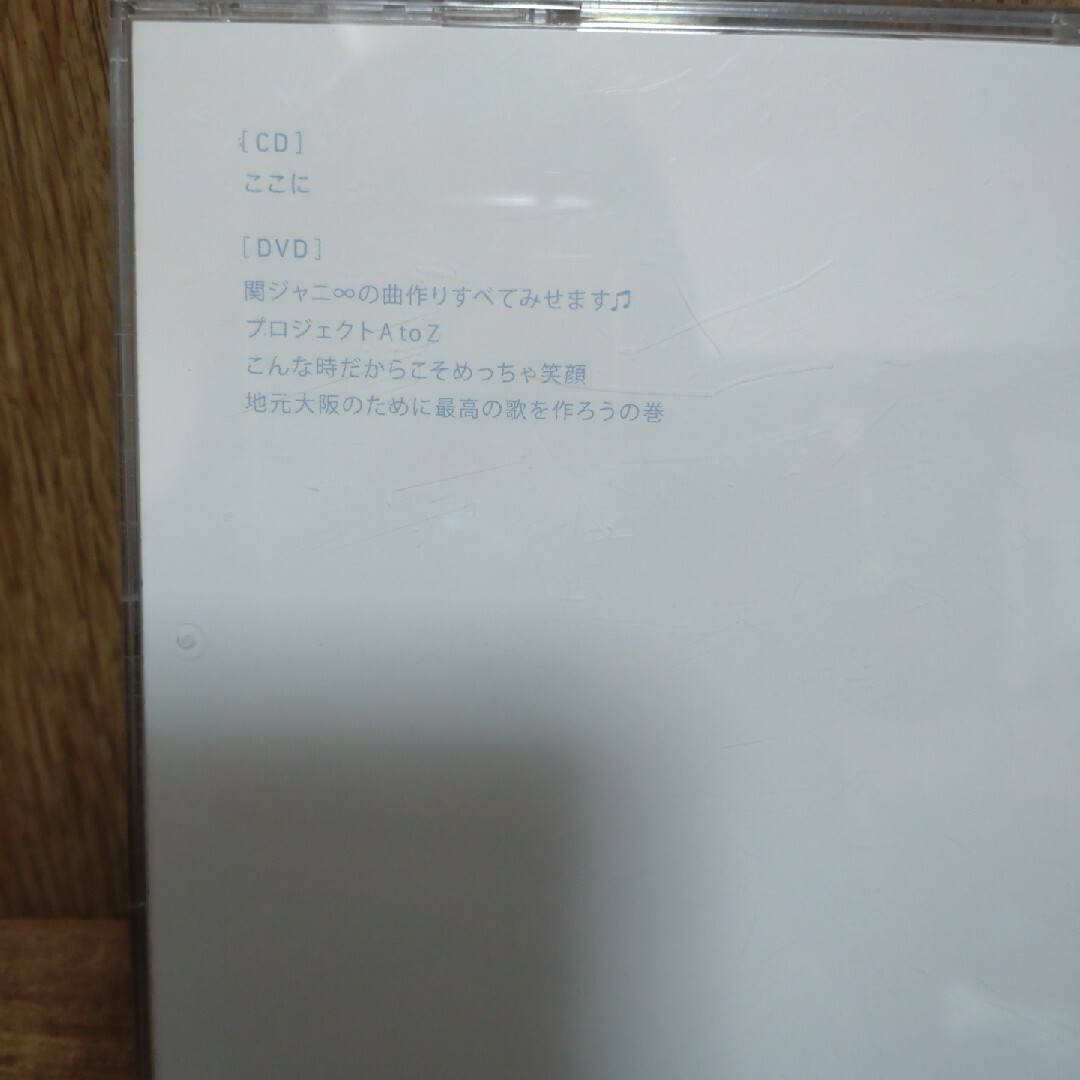 [CD]
ここに
[DVD]
関ジャニ∞の曲作りすべてみせます♫
プロジェクトA to Z
こんな時だからこそめっちゃ笑顔
地元大阪のために最高の歌を作ろうの巻